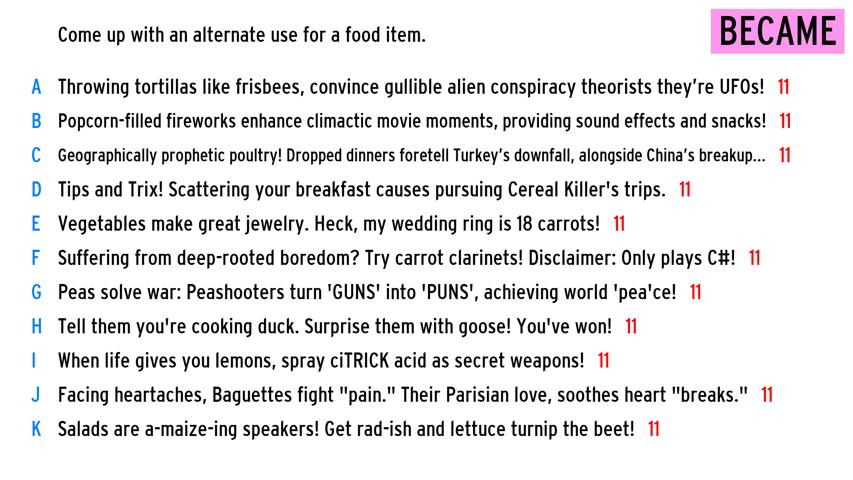 Come up with an alternate use for a food item.
BECAME
A Throwing tortillas like frisbees, convince gullible alien conspiracy theorists they’re UFOs! 11
B Popcorn-filled fireworks enhance climactic movie moments, providing sound effects and snacks! 11
C Geographically prophetic poultry! Dropped dinners foretell Turkey’s downfall, alongside China’s breakup... 11
D Tips and Trix! Scattering your breakfast causes pursuing Cereal Killer's trips. 11
E Vegetables make great jewelry. Heck, my wedding ring is 18 carrots! 11
F Suffering from deep-rooted boredom? Try carrot clarinets! Disclaimer: Only plays C#! 11
G Peas solve war: Peashooters turn 'GUNS' into 'PUNS', achieving world 'pea'ce! 11
H Tell them you're cooking duck. Surprise them with goose! You've won! 11
I When life gives you lemons, spray ciTRICK acid as secret weapons! 11
J Facing heartaches, Baguettes fight "pain." Their Parisian love, soothes heart "breaks." 11
K Salads are a-maize-ing speakers! Get rad-ish and lettuce turnip the beet! 11